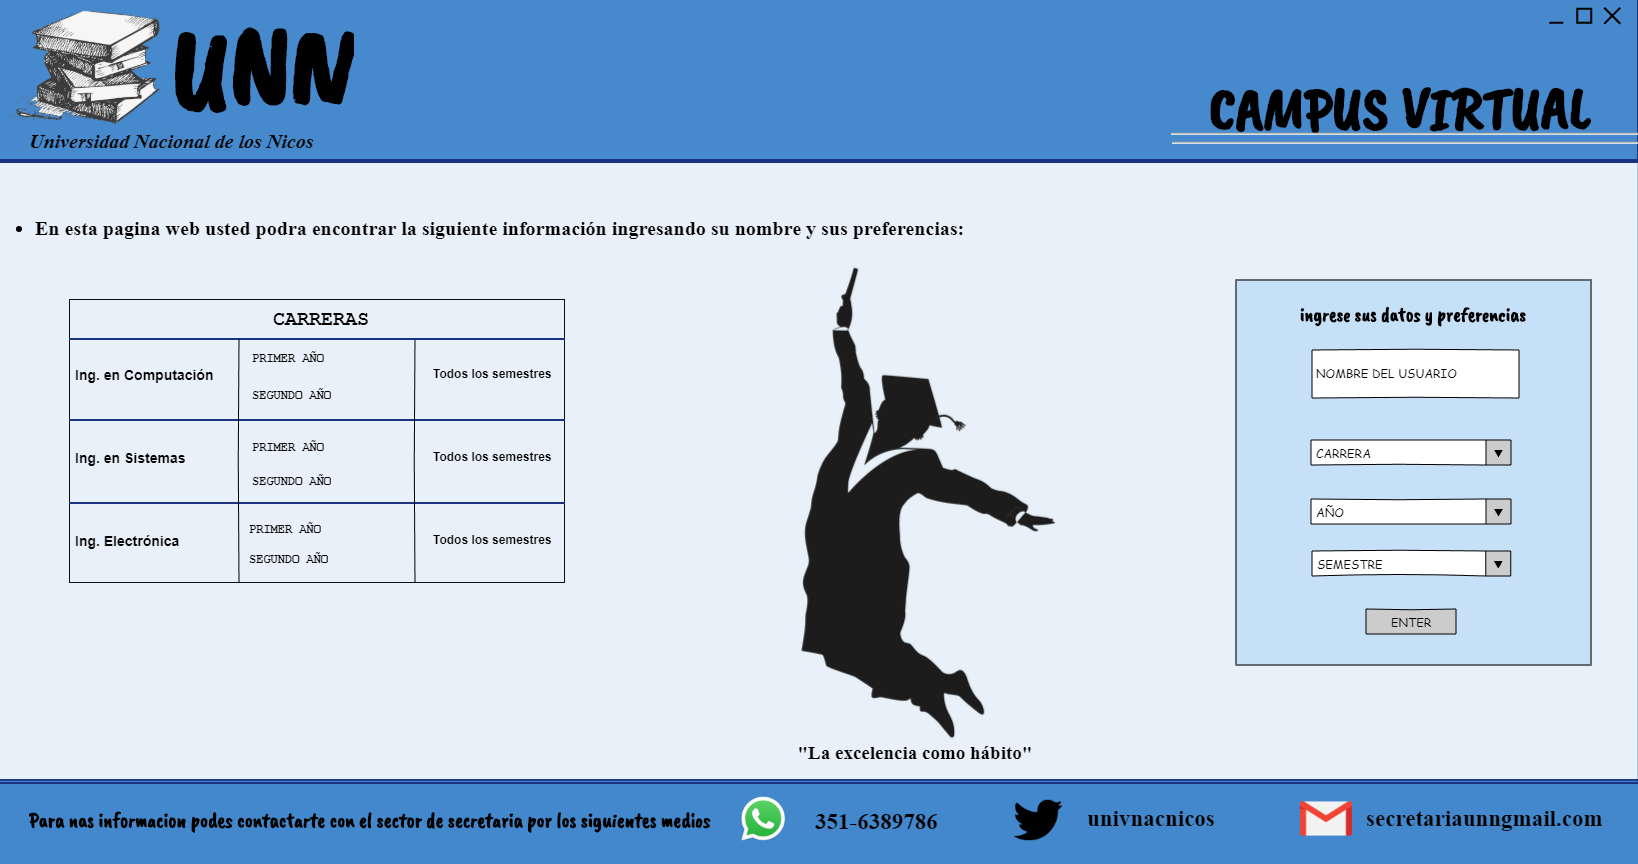 UNN
Universidad Nacional de los Nicos
CAMPUS VIRTUAL
En esta pagina web usted podra encontrar la siguiente información ingresando su nombre y sus preferencias:
CARRERAS
Ing. en Computación
PRIMER AÑO
SEGUNDO AÑO
Todos los semestres
Ing. en Sistemas
PRIMER AÑO
SEGUNDO AÑO
Todos los semestres
Ing. Electrónica
PRIMER AÑO
SEGUNDO AÑO
Todos los semestres
"La excelencia como hábito"
ingrese sus datos y preferencias
NOMBRE DEL USUARIO
CARRERA
AÑO
SEMESTRE
ENTER
Para nas informacion podes contactarte con el sector de secretaria por los siguientes medios
351-6389786
univnacnicos
secretariaunngmail.com